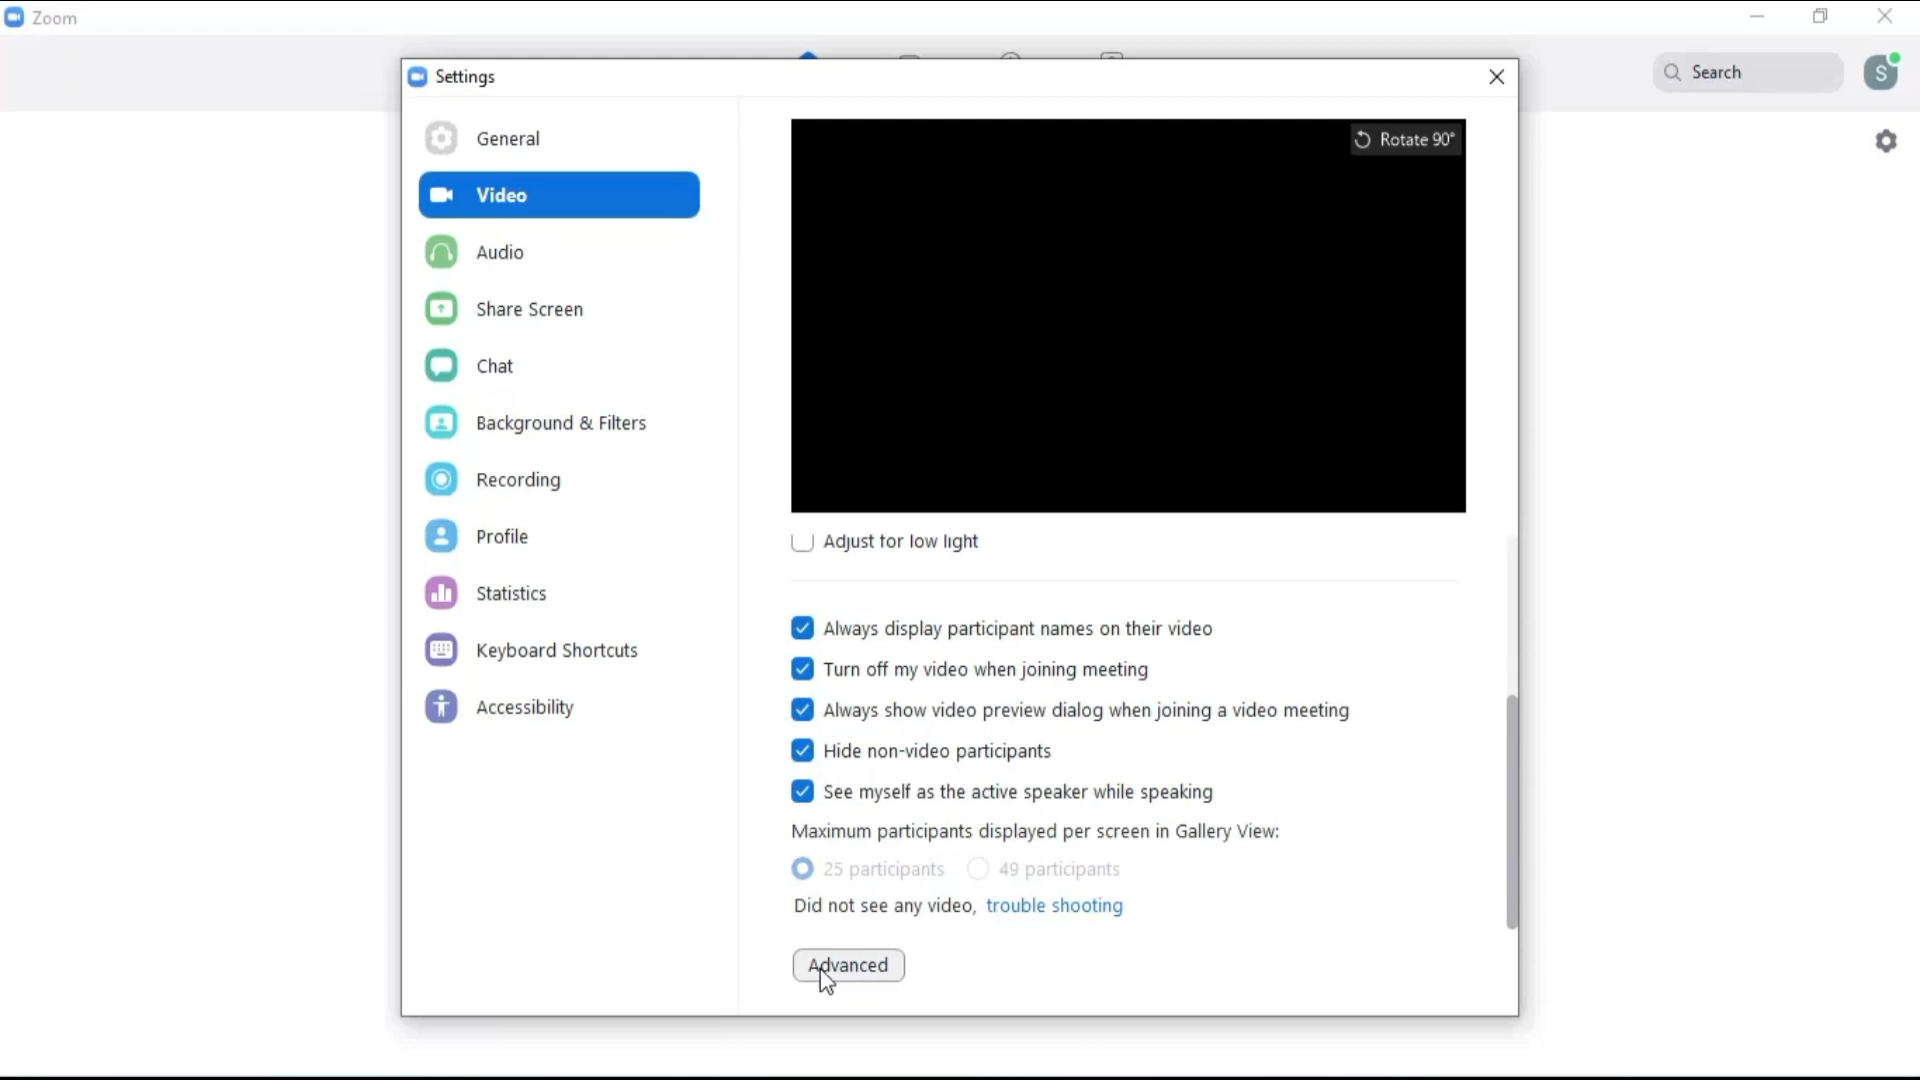 Zoom
Search
S
Settings
General
Video
Audio
Share Screen
Chat
Background & Filters
Recording
Profile
Statistics
Keyboard Shortcuts
Accessibility
Rotate 90°
Adjust for low light
Always display participant names on their video
Turn off my video when joining meeting
Always show video preview dialog when joining a video meeting
Hide non-video participants
See myself as the active speaker while speaking
Maximum participants displayed per screen in Gallery View:
25 participants 49 participants
Did not see any video, trouble shooting
Advanced